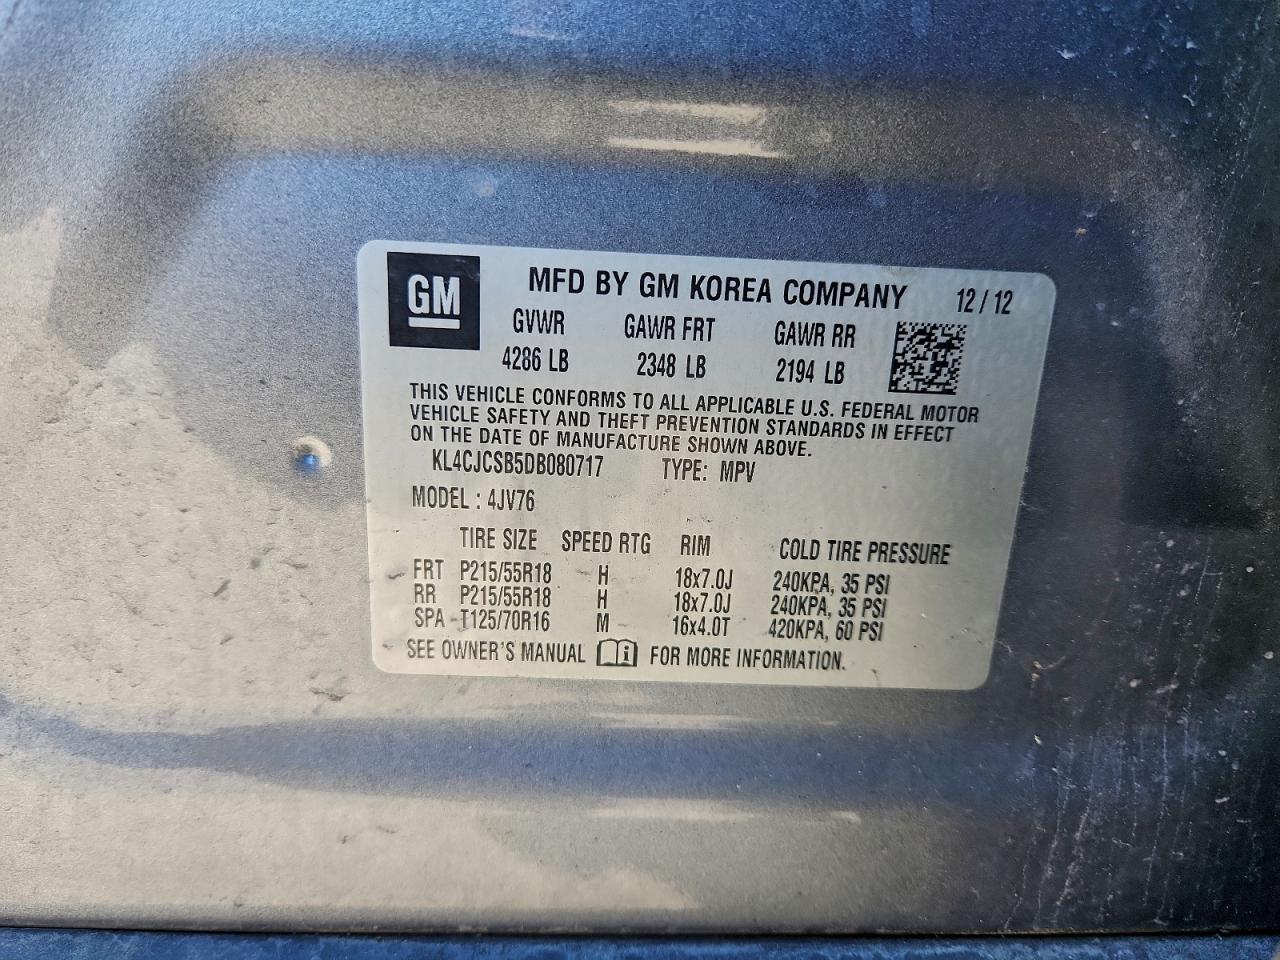 GM
MFD BY GM KOREA COMPANY 12/12
GVWR GAWR FRT GAWR RR
4286 LB 2348 LB 2194 LB
THIS VEHICLE CONFORMS TO ALL APPLICABLE U.S. FEDERAL MOTOR
VEHICLE SAFETY AND THEFT PREVENTION STANDARDS IN EFFECT
ON THE DATE OF MANUFACTURE SHOWN ABOVE.
KL4CJCSB5DB080717 TYPE: MPV
MODEL : 4JV76
TIRE SIZE SPEED RTG RIM COLD TIRE PRESSURE
FRT P215/55R18 H 18x7.0J 240KPA, 35 PSI
RR P215/55R18 H 18x7.0J 240KPA, 35 PSI
SPA T125/70R16 M 16x4.0T 420KPA, 60 PSI
SEE OWNER'S MANUAL i FOR MORE INFORMATION.